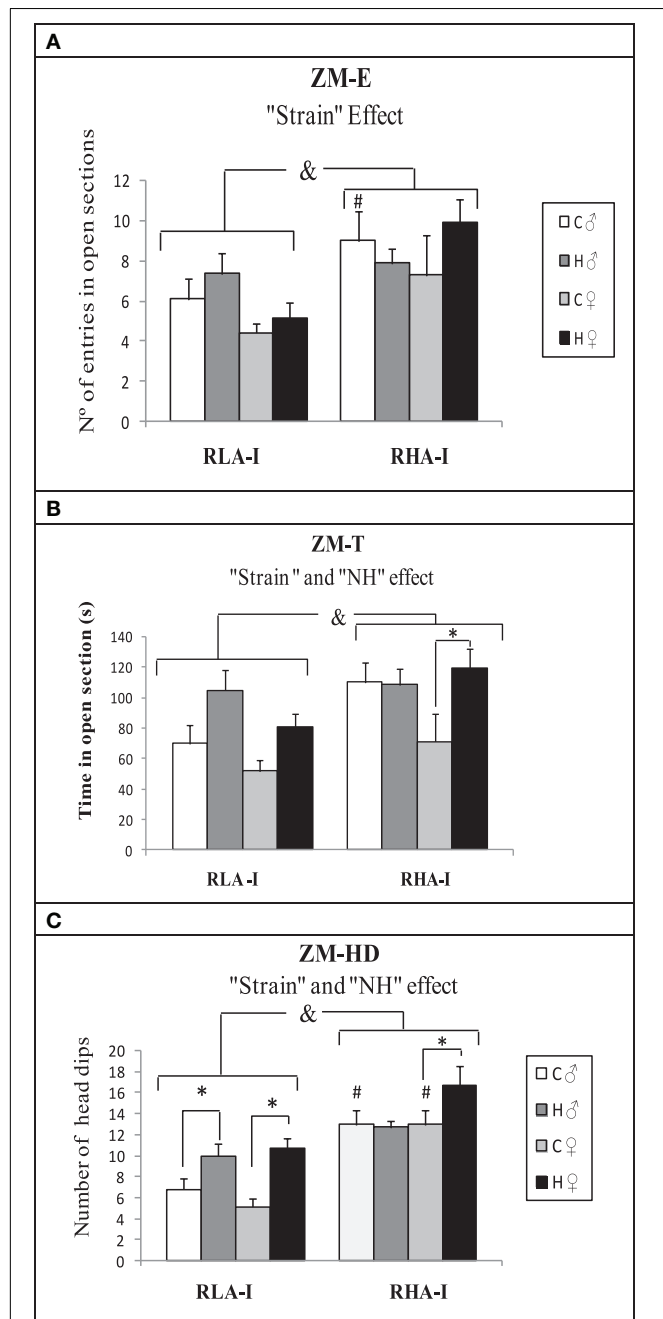 A
ZM-E
"Strain" Effect
&
#
Nº of entries in open sections
12
10
8
6
4
2
0
RLA-I
RHA-I
C♂
H♂
C♀
H♀
B
ZM-T
"Strain" and "NH" effect
&
*
Time in open section (s)
140
120
100
80
60
40
20
0
RLA-I
RHA-I
C
ZM-HD
"Strain" and "NH" effect
&
*
*
*
#
#
Number of head dips
20
18
16
14
12
10
8
6
4
2
0
RLA-I
RHA-I
C♂
H♂
C♀
H♀